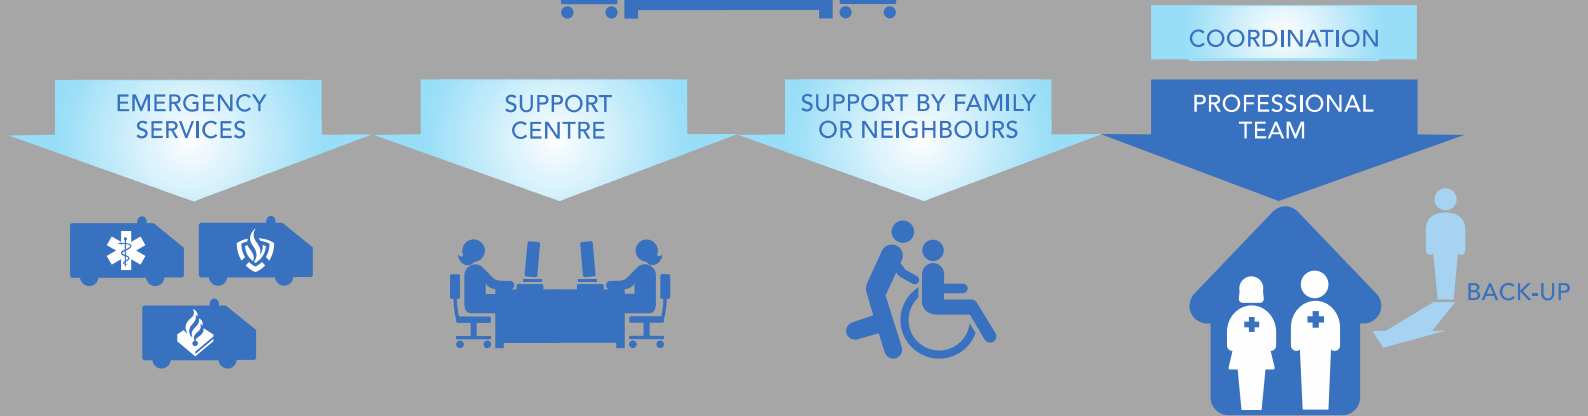 COORDINATION
EMERGENCY
SERVICES
SUPPORT
CENTRE
SUPPORT BY FAMILY
OR NEIGHBOURS
PROFESSIONAL
TEAM
BACK-UP